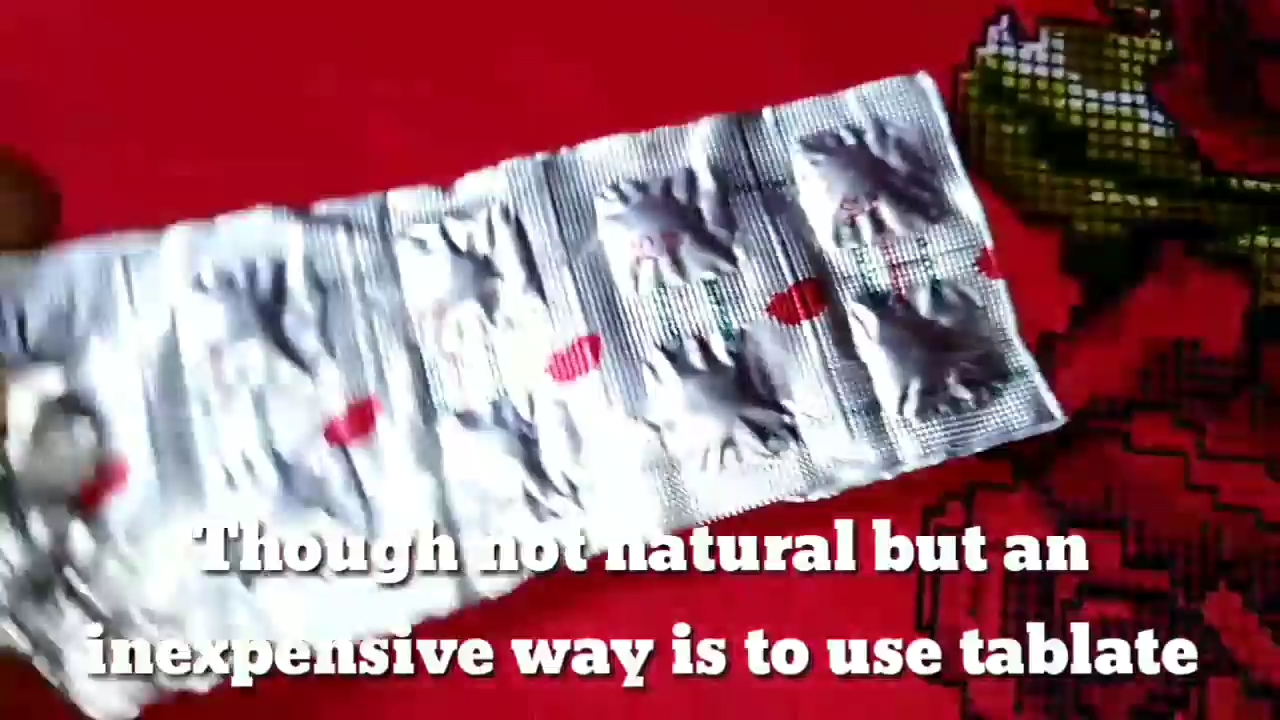 Though not natural but an
inexpensive way is to use tablate